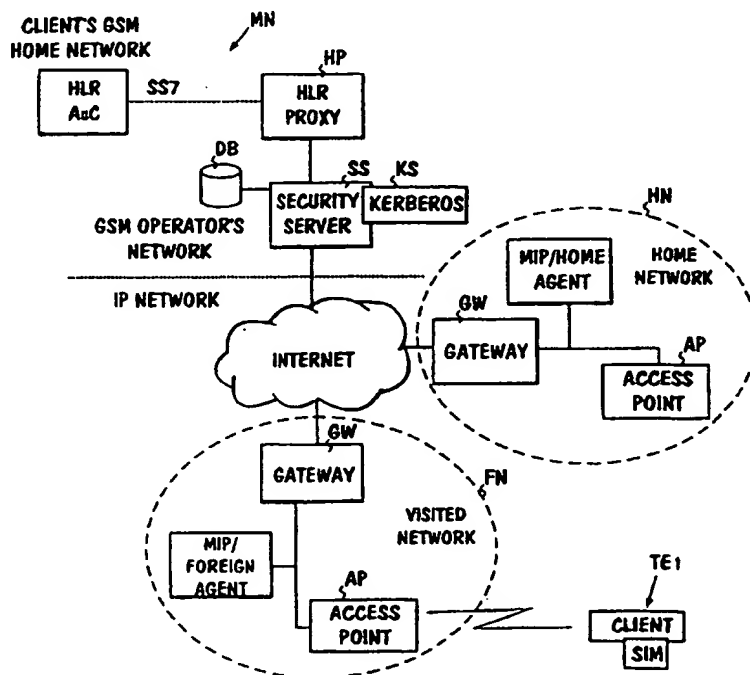 CLIENT'S GSM
HOME NETWORK
MN
HLR
AuC
SS7
HP
HLR
PROXY
DB
SS
KS
SECURITY
SERVER
KERBEROS
GSM OPERATOR'S
NETWORK
IP NETWORK
HN
MIP/HOME
AGENT
HOME
NETWORK
GW
GATEWAY
AP
ACCESS
POINT
INTERNET
GW
GATEWAY
FN
VISITED
NETWORK
MIP/
FOREIGN
AGENT
AP
ACCESS
POINT
TE1
CLIENT
SIM